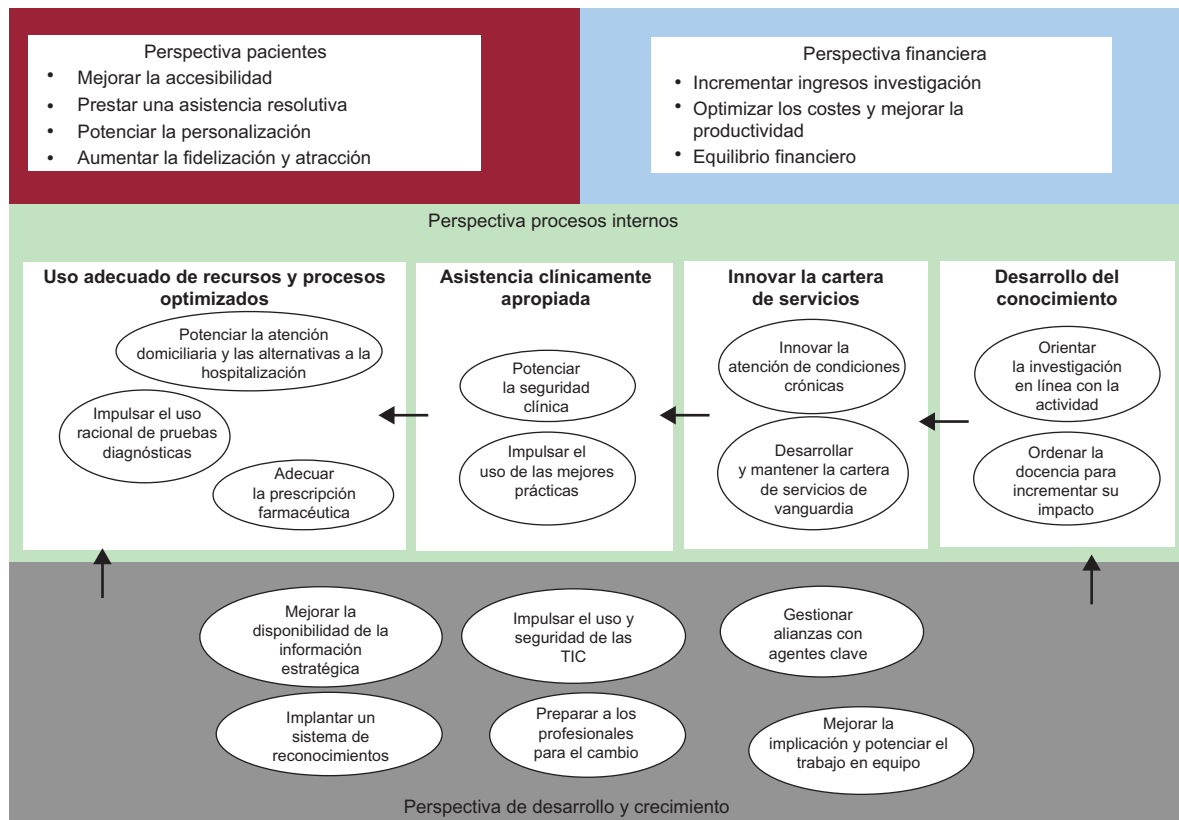 Perspectiva pacientes
• Mejorar la accesibilidad
• Prestar una asistencia resolutiva
• Potenciar la personalización
• Aumentar la fidelización y atracción
Perspectiva financiera
• Incrementar ingresos investigación
• Optimizar los costes y mejorar la
productividad
• Equilibrio financiero
Perspectiva procesos internos
Uso adecuado de recursos y procesos
optimizados
Potenciar la atención
domiciliaria y las alternativas a la
hospitalización
Impulsar el uso
racional de pruebas
diagnósticas
Adecuar
la prescripción
farmacéutica
Asistencia clínicamente
apropiada
Potenciar
la seguridad
clínica
Impulsar el
uso de las mejores
prácticas
Innovar la cartera
de servicios
Innovar la
atención de condiciones
crónicas
Desarrollar
y mantener la cartera
de servicios de
vanguardia
Desarrollo del
conocimiento
Orientar
la investigación
en línea con la
actividad
Ordenar la
docencia para
incrementar su
impacto
Mejorar la
disponibilidad de la
información
estratégica
Impulsar el uso y
seguridad de las
TIC
Gestionar
alianzas con
agentes clave
Implantar un
sistema de
reconocimientos
Preparar a los
profesionales
para el cambio
Mejorar la
implicación y potenciar el
trabajo en equipo
Perspectiva de desarrollo y crecimiento